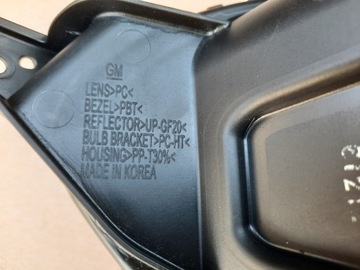 GM
LENS>PC<
BEZEL>PBT<
REFLECTOR>UP-GF20<
BULB BRACKET>PC-HT<
HOUSING>PP-T30%<
MADE IN KOREA